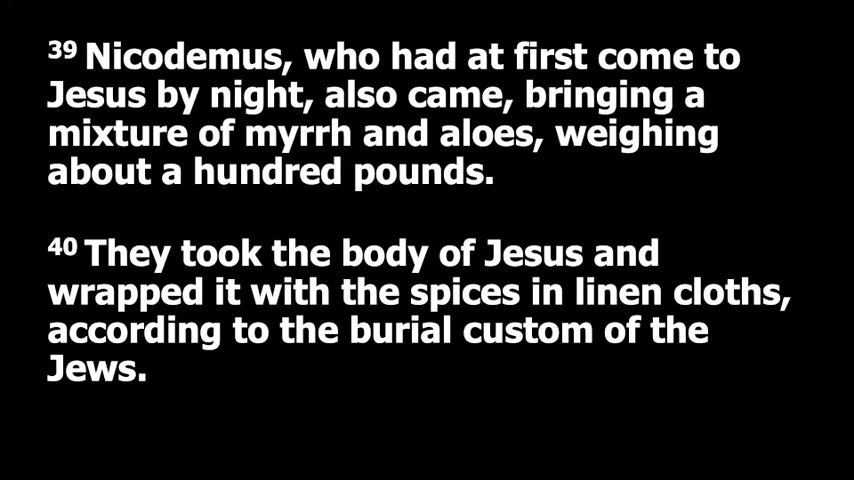 39 Nicodemus, who had at first come to
Jesus by night, also came, bringing a
mixture of myrrh and aloes, weighing
about a hundred pounds.
40 They took the body of Jesus and
wrapped it with the spices in linen cloths,
according to the burial custom of the
Jews.